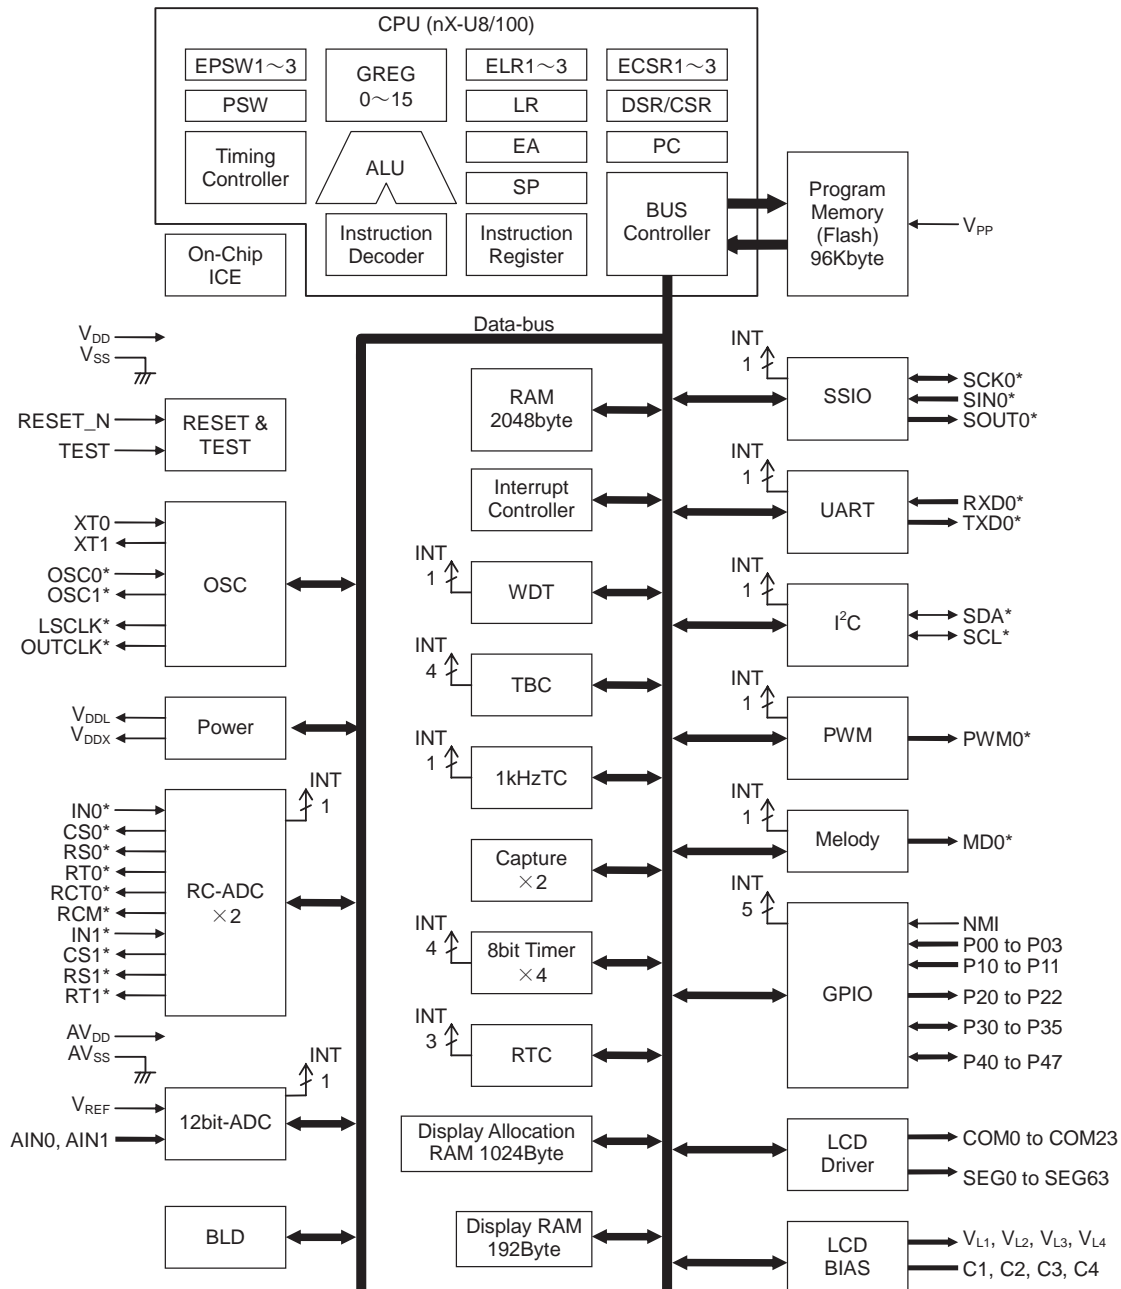 CPU (nX-U8/100)
EPSW1～3
GREG
0～15
ELR1～3
ECSR1～3
PSW
LR
DSR/CSR
Timing
Controller
ALU
EA
PC
SP
BUS
Controller
Instruction
Decoder
Instruction
Register
On-Chip
ICE
Program
Memory
(Flash)
96Kbyte
VPP
Data-bus
VDD
VSS
RESET_N
TEST
RESET &
TEST
XT0
XT1
OSC0*
OSC1*
LSCLK*
OUTCLK*
OSC
VDDL
VDDX
Power
INT
1
IN0*
CS0*
RS0*
RT0*
RCT0*
RCM*
IN1*
CS1*
RS1*
RT1*
RC-ADC
×2
AVDD
AVSS
INT
1
VREF
AIN0, AIN1
12bit-ADC
BLD
RAM
2048byte
Interrupt
Controller
INT
1
WDT
INT
4
TBC
INT
1
1kHzTC
Capture
×2
INT
4
8bit Timer
×4
INT
3
RTC
Display Allocation
RAM 1024Byte
Display RAM
192Byte
INT
1
SSIO
SCK0*
SIN0*
SOUT0*
INT
1
UART
RXD0*
TXD0*
INT
1
I²C
SDA*
SCL*
INT
1
PWM
PWM0*
INT
1
Melody
MD0*
INT
5
GPIO
NMI
P00 to P03
P10 to P11
P20 to P22
P30 to P35
P40 to P47
LCD
Driver
COM0 to COM23
SEG0 to SEG63
LCD
BIAS
VL1, VL2, VL3, VL4
C1, C2, C3, C4